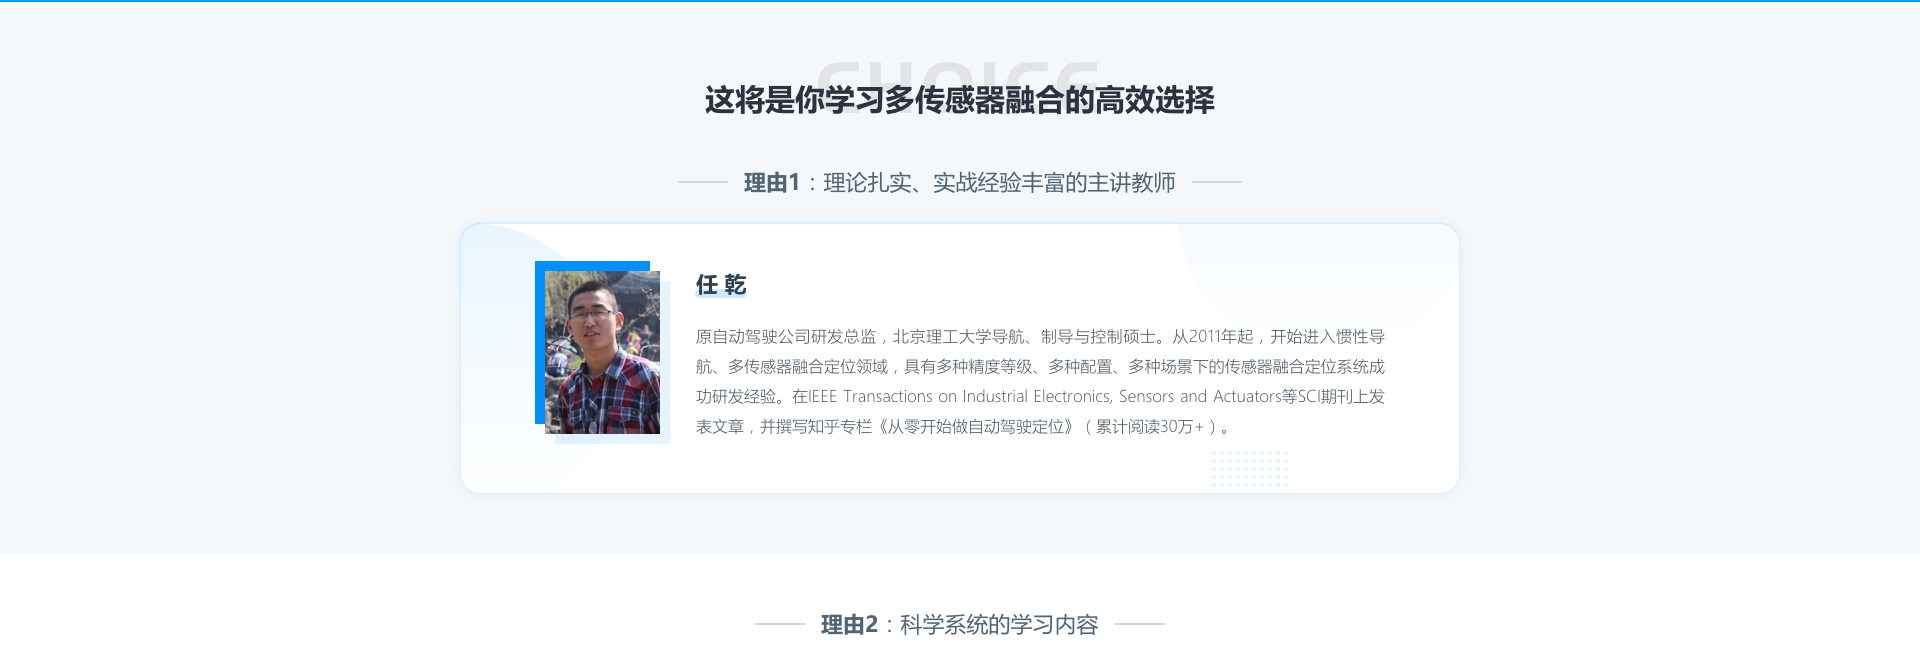 CHOICE
这将是你学习多传感器融合的高效选择
理由1：理论扎实、实战经验丰富的主讲教师
任 乾
原自动驾驶公司研发总监，北京理工大学导航、制导与控制硕士。从2011年起，开始进入惯性导
航、多传感器融合定位领域，具有多种精度等级、多种配置、多种场景下的传感器融合定位系统成
功研发经验。在IEEE Transactions on Industrial Electronics, Sensors and Actuators等SCI期刊上发
表文章，并撰写知乎专栏《从零开始做自动驾驶定位》（累计阅读30万+）。
理由2：科学系统的学习内容